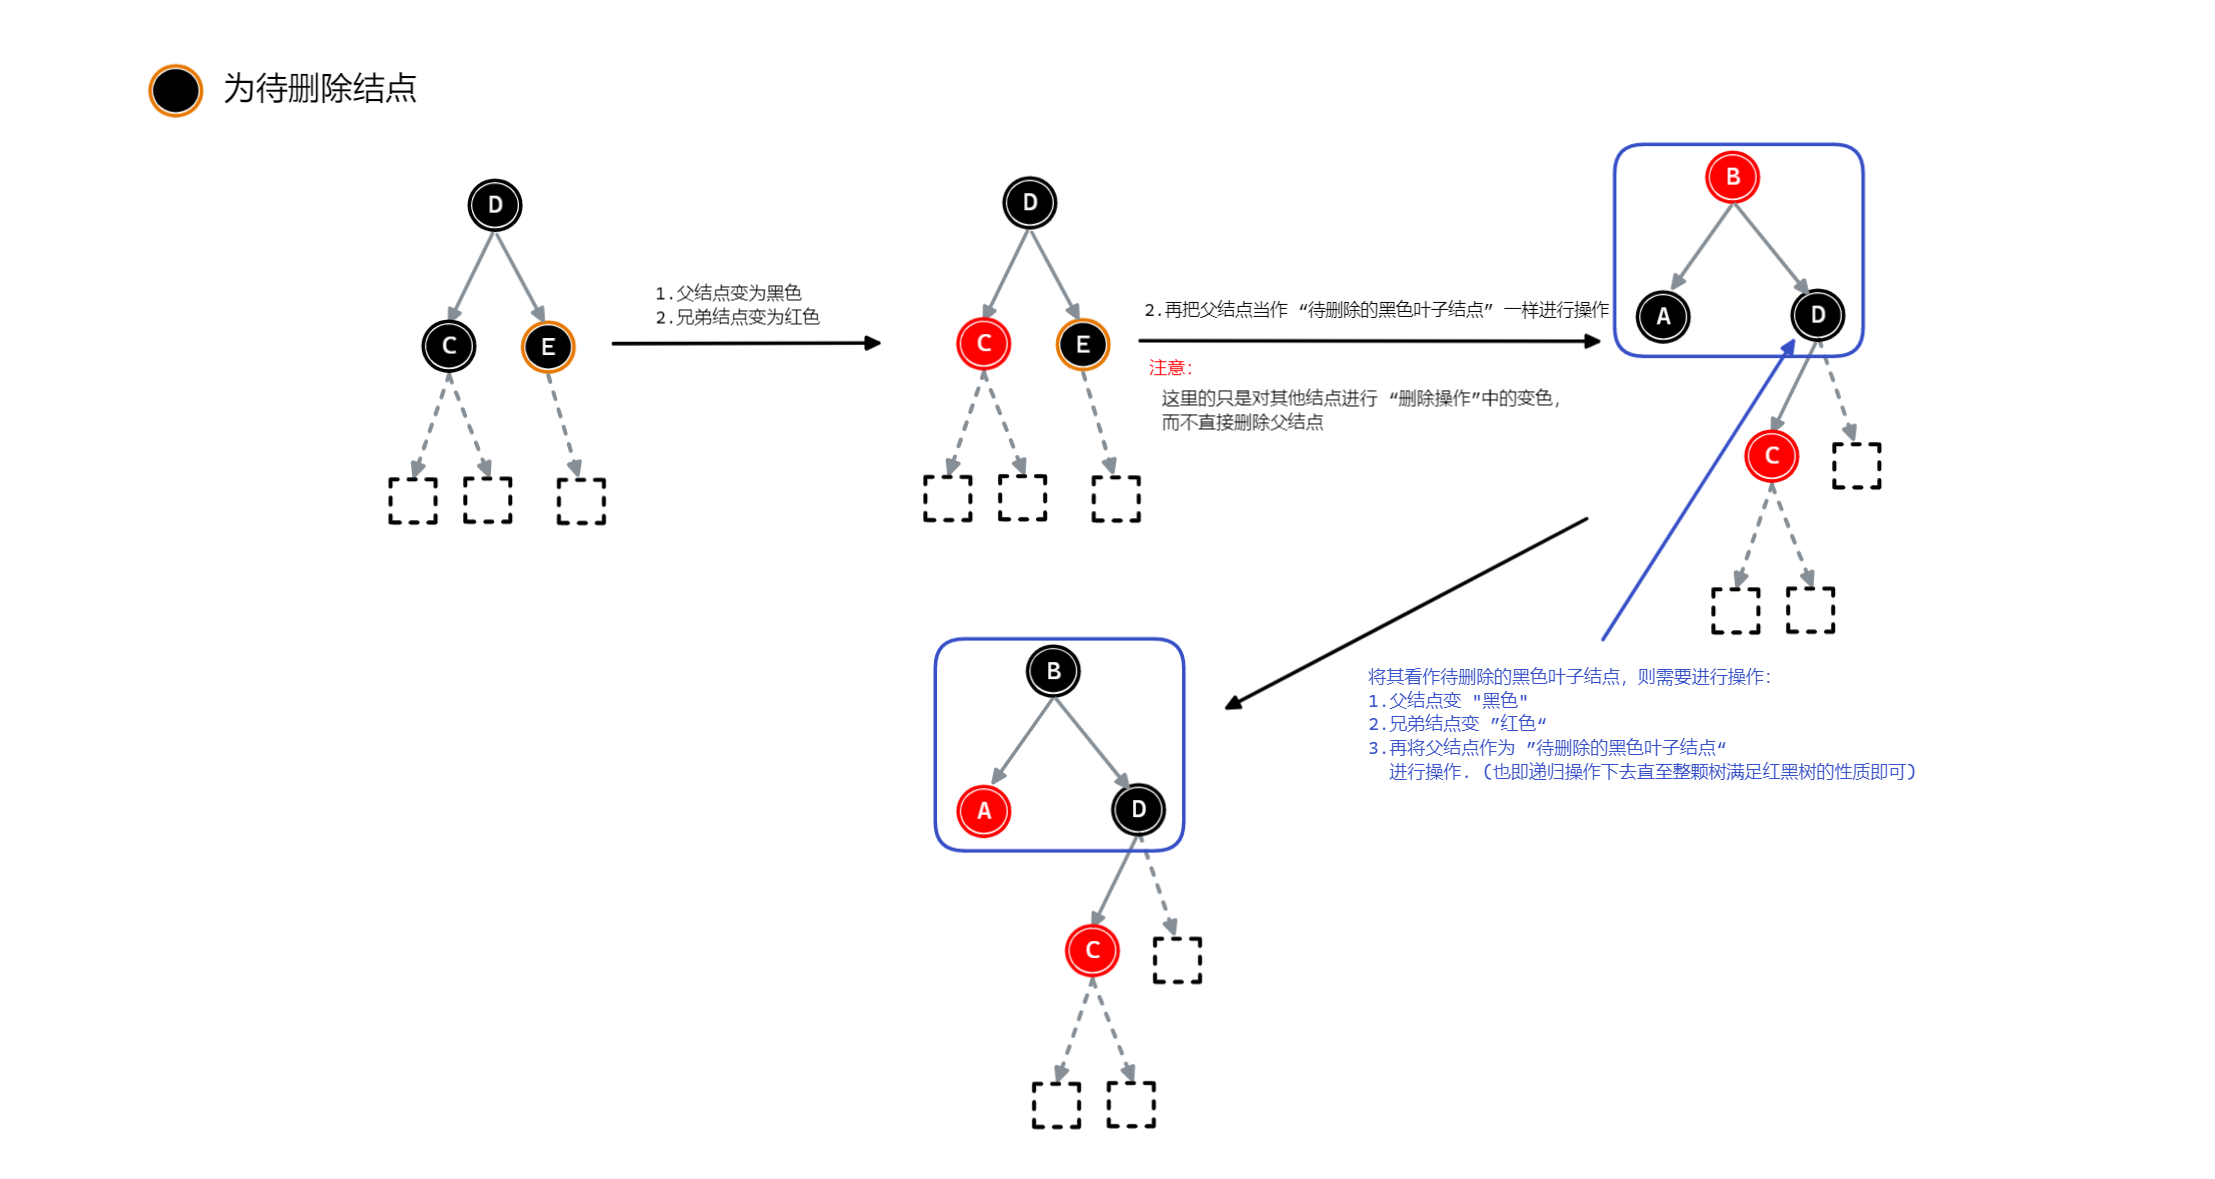 为待删除结点
D
C
E
1.父结点变为黑色
2.兄弟结点变为红色
D
C
E
2.再把父结点当作 “待删除的黑色叶子结点” 一样进行操作
注意：
这里的只是对其他结点进行 “删除操作”中的变色，
而不直接删除父结点
B
A
D
C
将其看作待删除的黑色叶子结点，则需要进行操作：
1.父结点变 "黑色"
2.兄弟结点变 ”红色“
3.再将父结点作为 ”待删除的黑色叶子结点“
进行操作. (也即递归操作下去直至整颗树满足红黑树的性质即可)
B
A
D
C